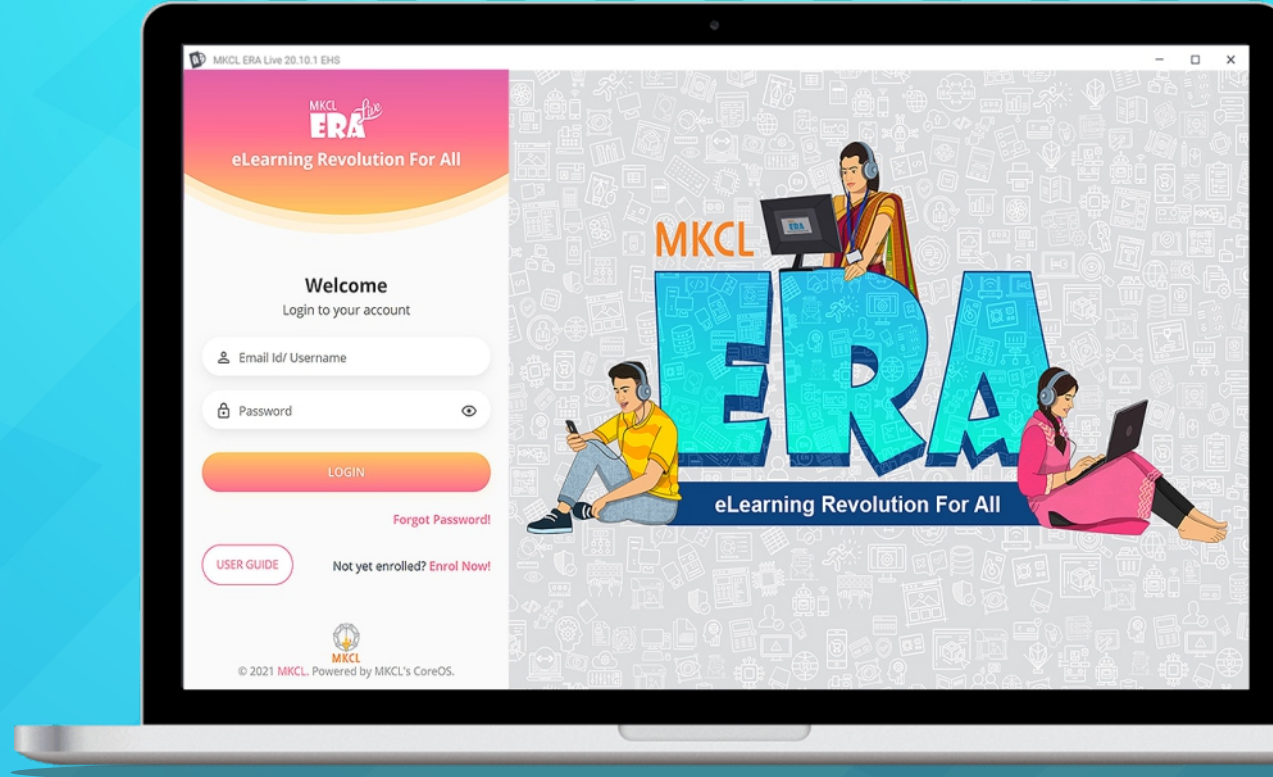 MKCL ERA Live 20.10.1 EHS
MKCL
ERA Live
eLearning Revolution For All
Welcome
Login to your account
Email Id/ Username
Password
LOGIN
Forgot Password!
USER GUIDE
Not yet enrolled? Enrol Now!
MKCL
© 2021 MKCL. Powered by MKCL's CoreOS.
MKCL
ERA
ERA
eLearning Revolution For All